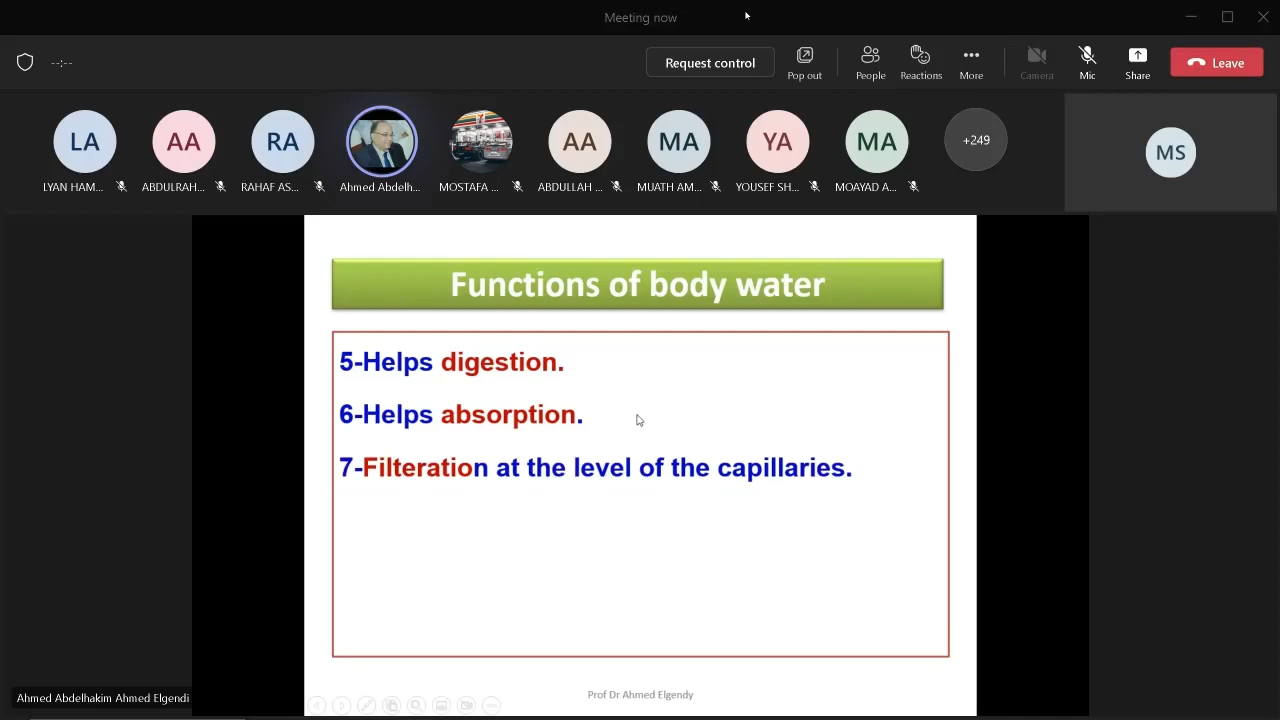 Meeting now
--:--
Request control
Pop out
People
Reactions
More
Camera
Mic
Share
Leave
LA
AA
RA
AA
MA
YA
MA
+249
MS
LYAN HAM...
ABDULRAH...
RAHAF AS...
Ahmed Abdelh...
MOSTAFA ...
ABDULLAH ...
MUATH AM...
YOUSEF SH...
MOAYAD A...
Functions of body water
5-Helps digestion.
6-Helps absorption.
7-Filteration at the level of the capillaries.
Prof Dr Ahmed Elgendy
Ahmed Abdelhakim Ahmed Elgendi